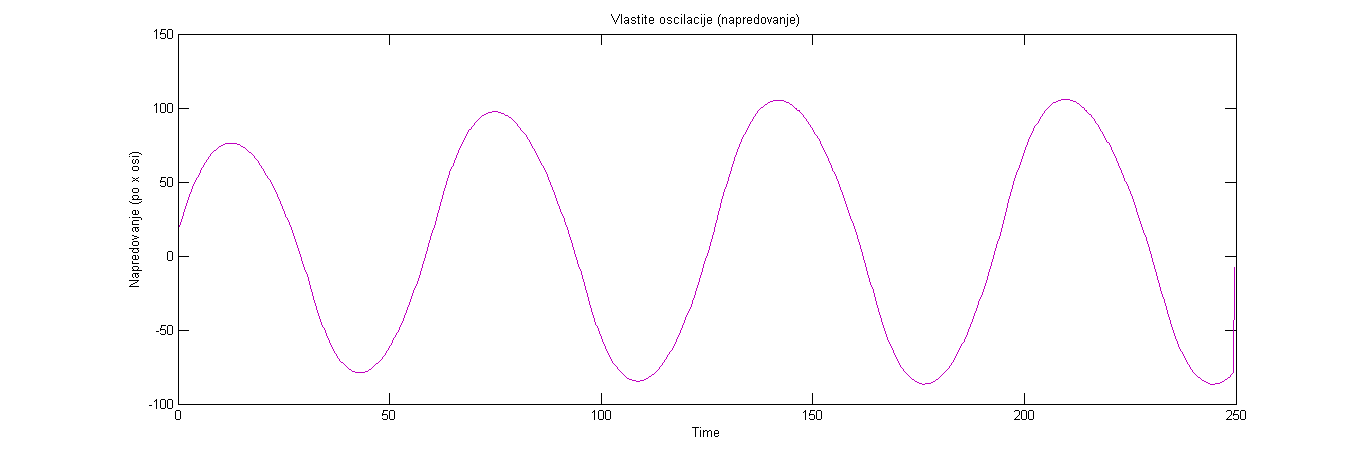 Vlastite oscilacije (napredovanje)
150
100
50
0
-50
-100
Napredovanje (po x osi)
0 50 100 150 200 250
Time